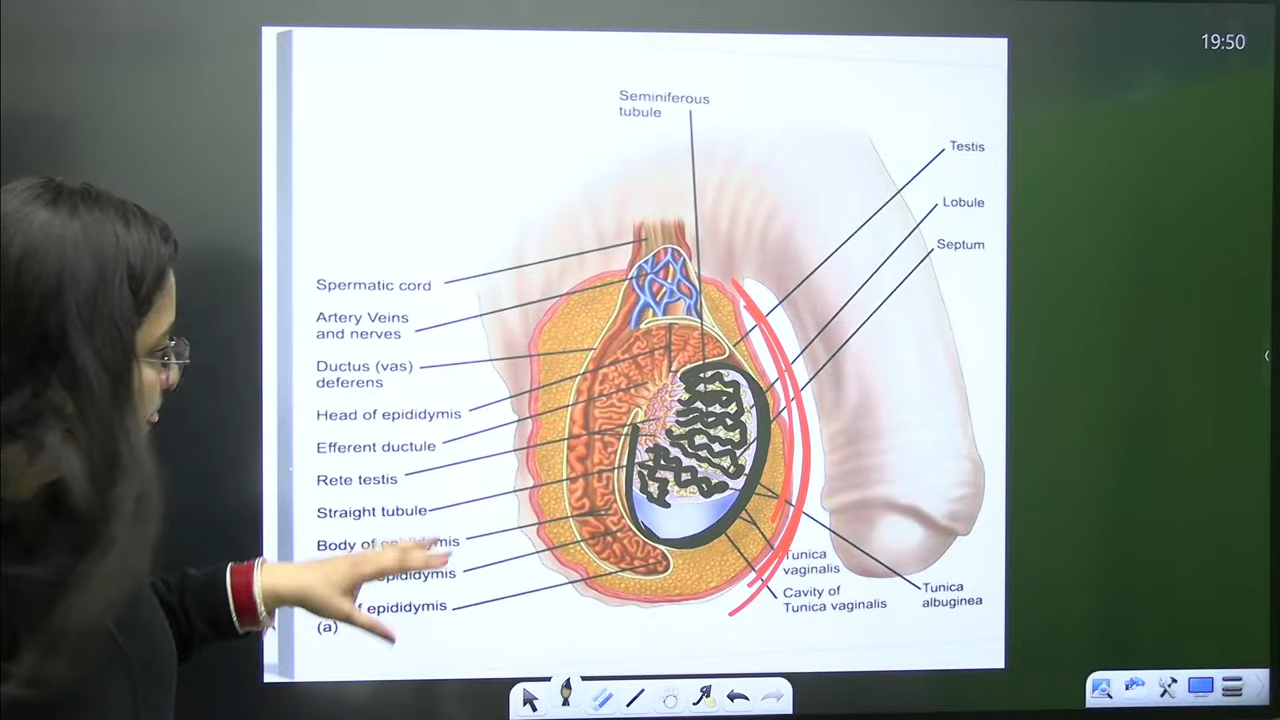 19:50
Seminiferous
tubule
Testis
Lobule
Septum
Spermatic cord
Artery Veins
and nerves
Ductus (vas)
deferens
Head of epididymis
Efferent ductule
Rete testis
Straight tubule
Body of epididymis
epididymis
f epididymis
(a)
Tunica
vaginalis
Cavity of
Tunica vaginalis
Tunica
albuginea